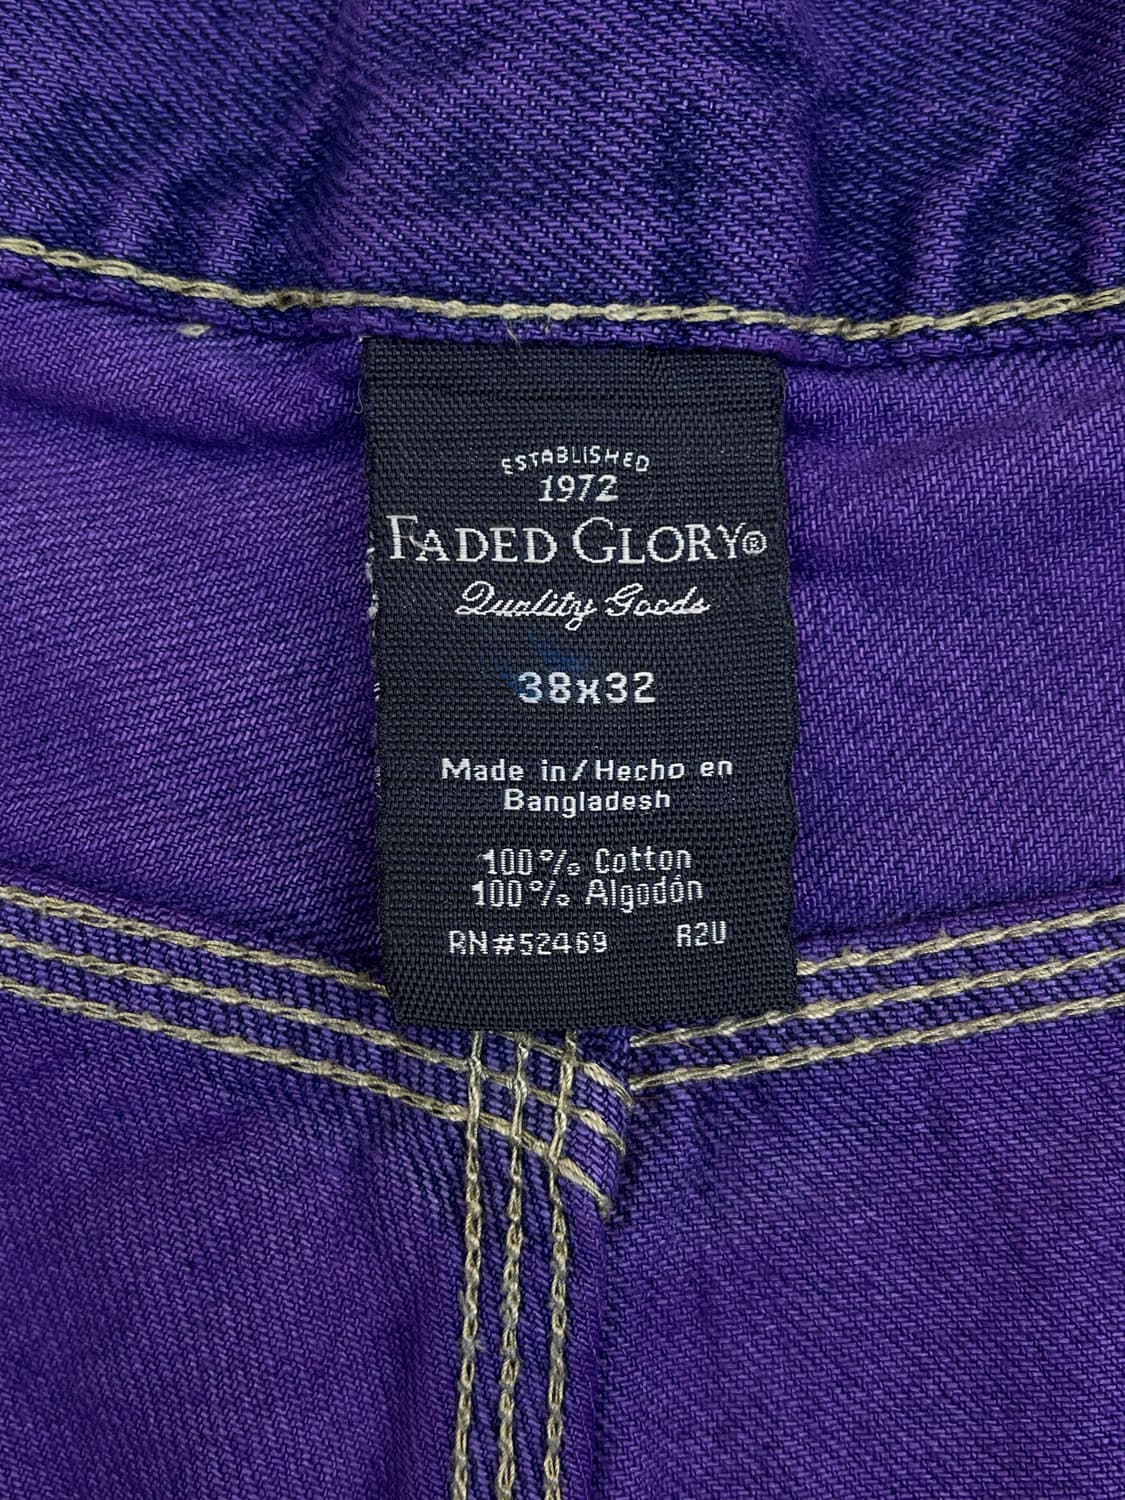 ESTABLISHED
1972
FADED GLORY®
Quality Goods
38x32
Made in/Hecho en
Bangladesh
100% Cotton
100% Algodón
RN#52469 R2U